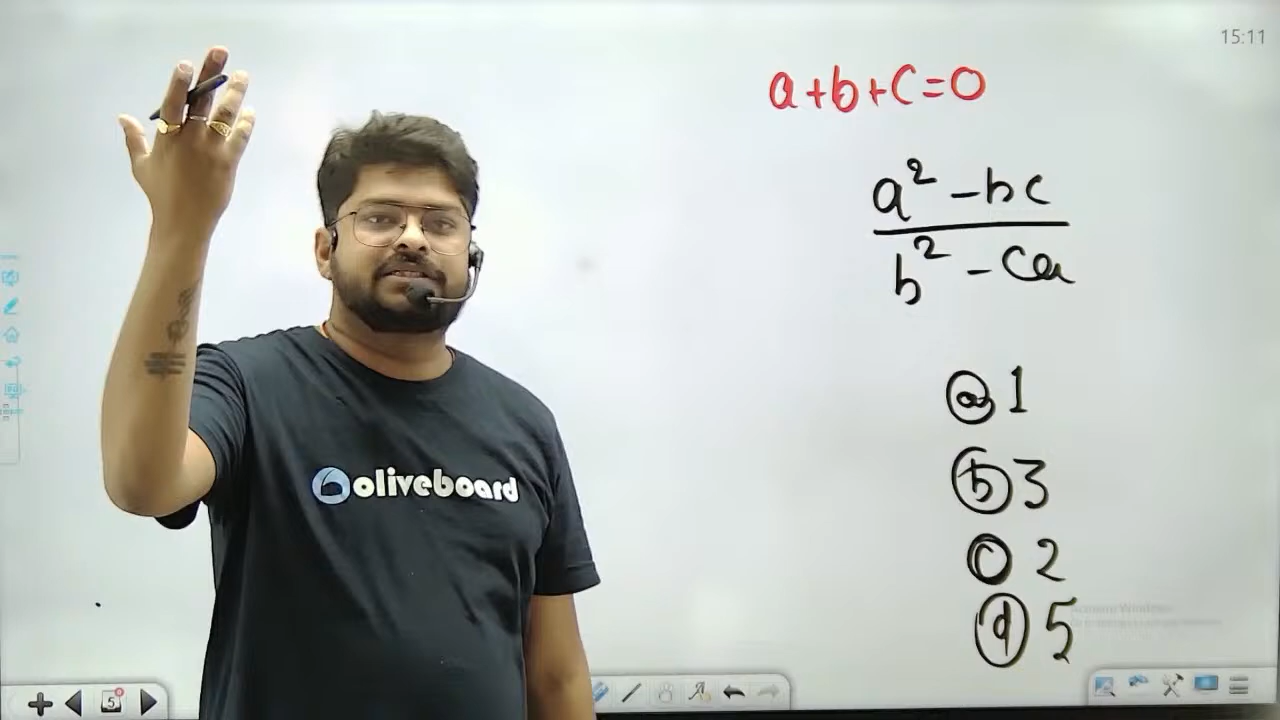 15:11
a+b+c=0
a² - bc
b² - ca
oliveboard
(a) 1
(b) 3
(c) 2
(d) 5
5